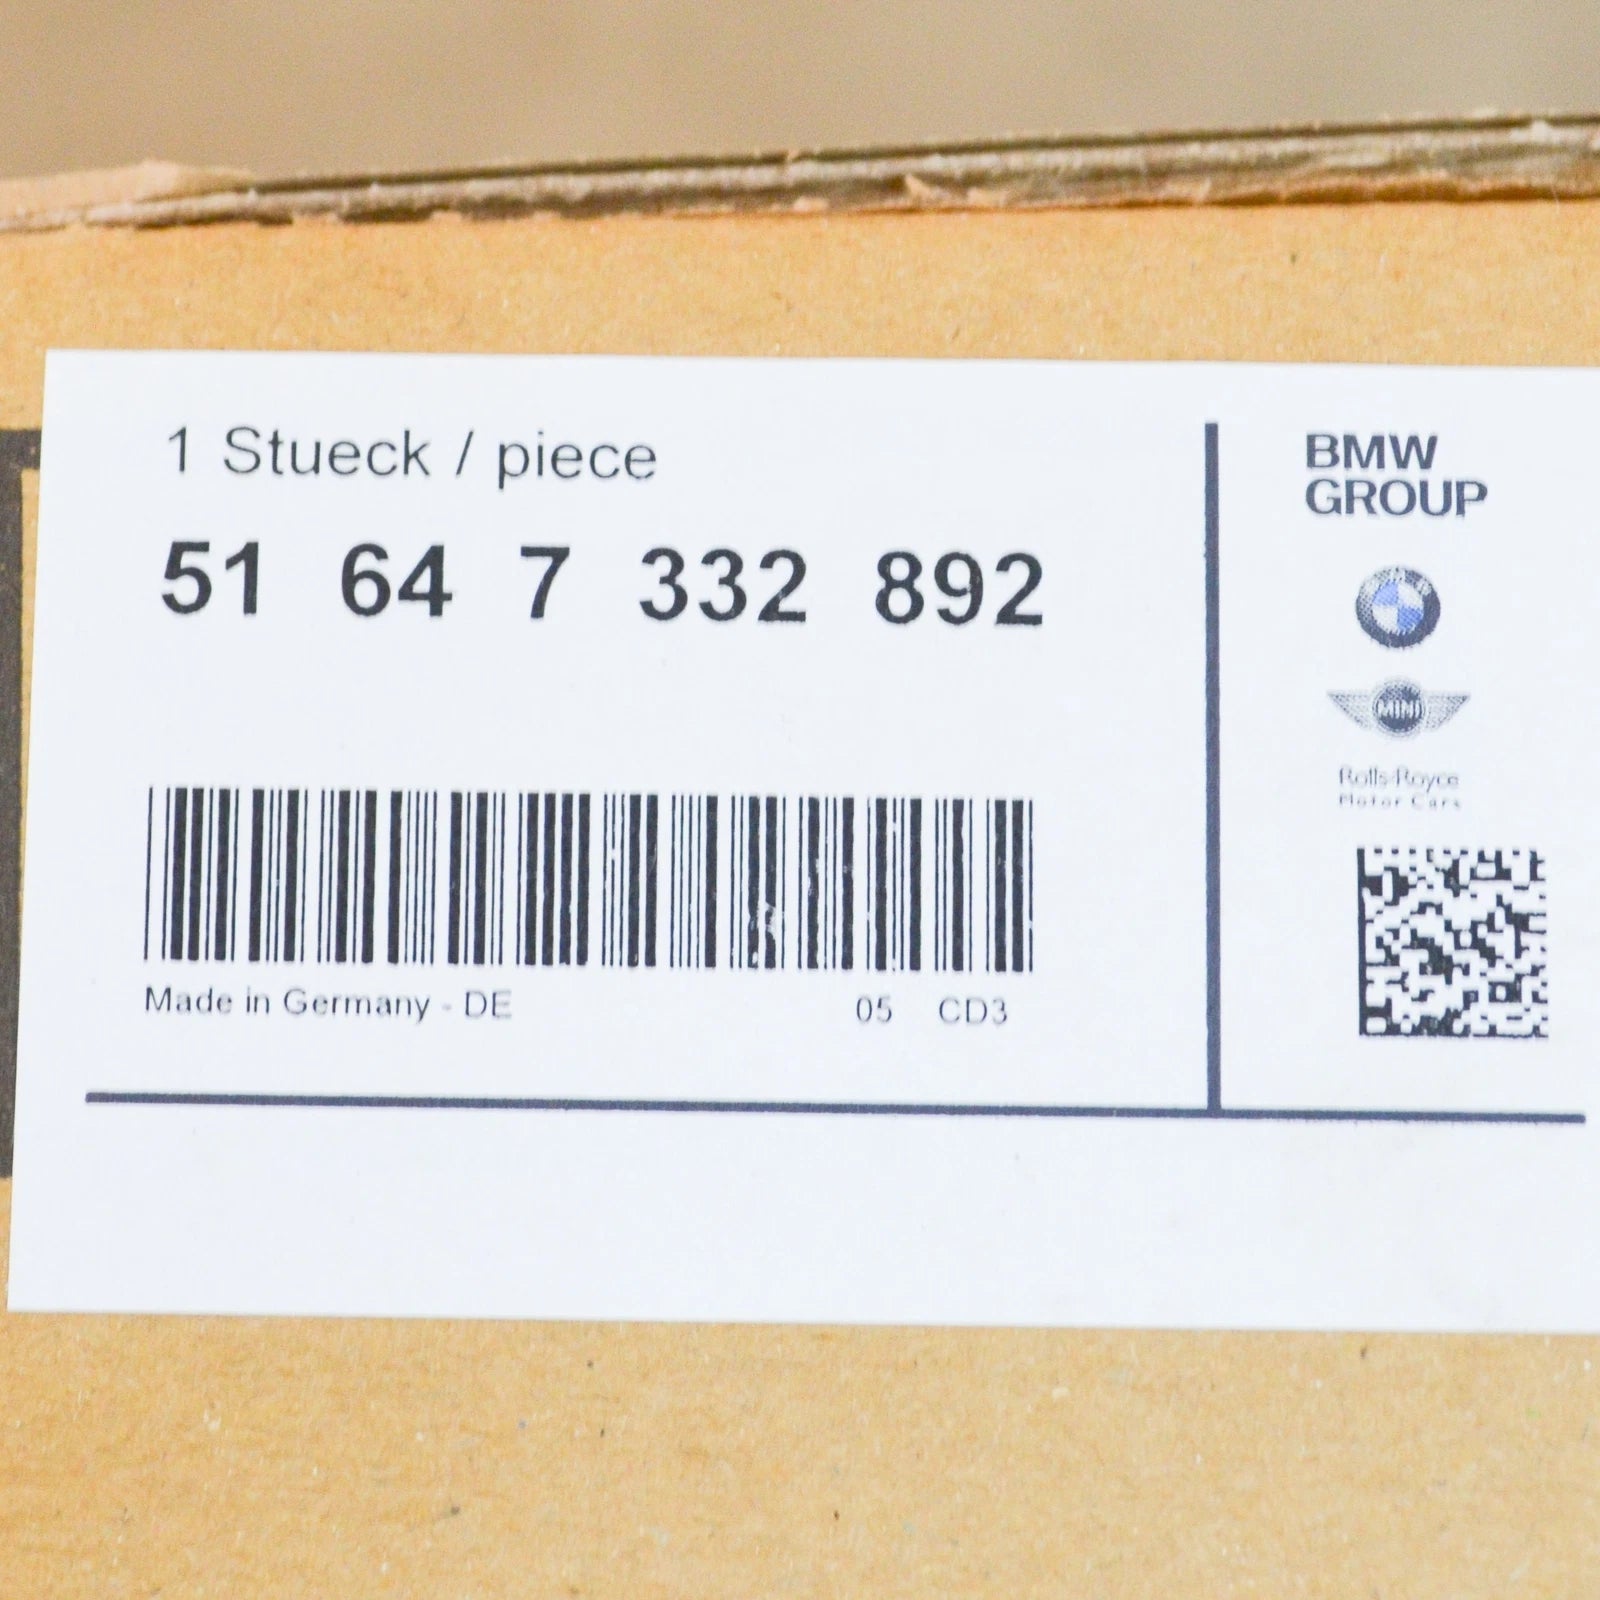 1 Stueck / piece
51 64 7 332 892
Made in Germany - DE 05 CD3
BMW
GROUP
MINI
Rolls-Royce
Motor Cars